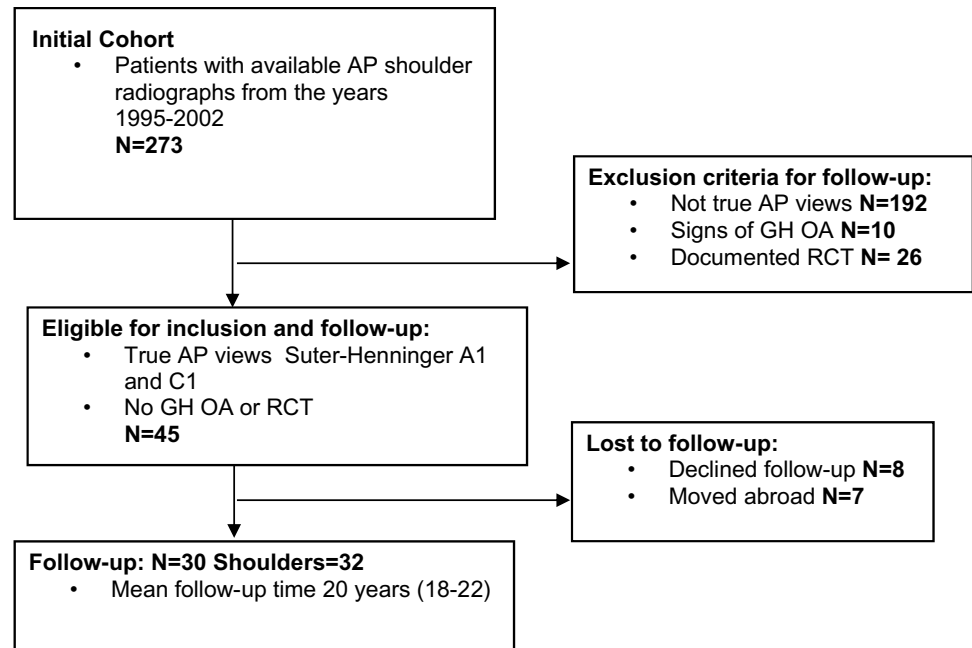 Initial Cohort
• Patients with available AP shoulder
radiographs from the years
1995-2002
N=273
Exclusion criteria for follow-up:
• Not true AP views N=192
• Signs of GH OA N=10
• Documented RCT N= 26
Eligible for inclusion and follow-up:
• True AP views Suter-Henninger A1
and C1
• No GH OA or RCT
N=45
Lost to follow-up:
• Declined follow-up N=8
• Moved abroad N=7
Follow-up: N=30 Shoulders=32
• Mean follow-up time 20 years (18-22)